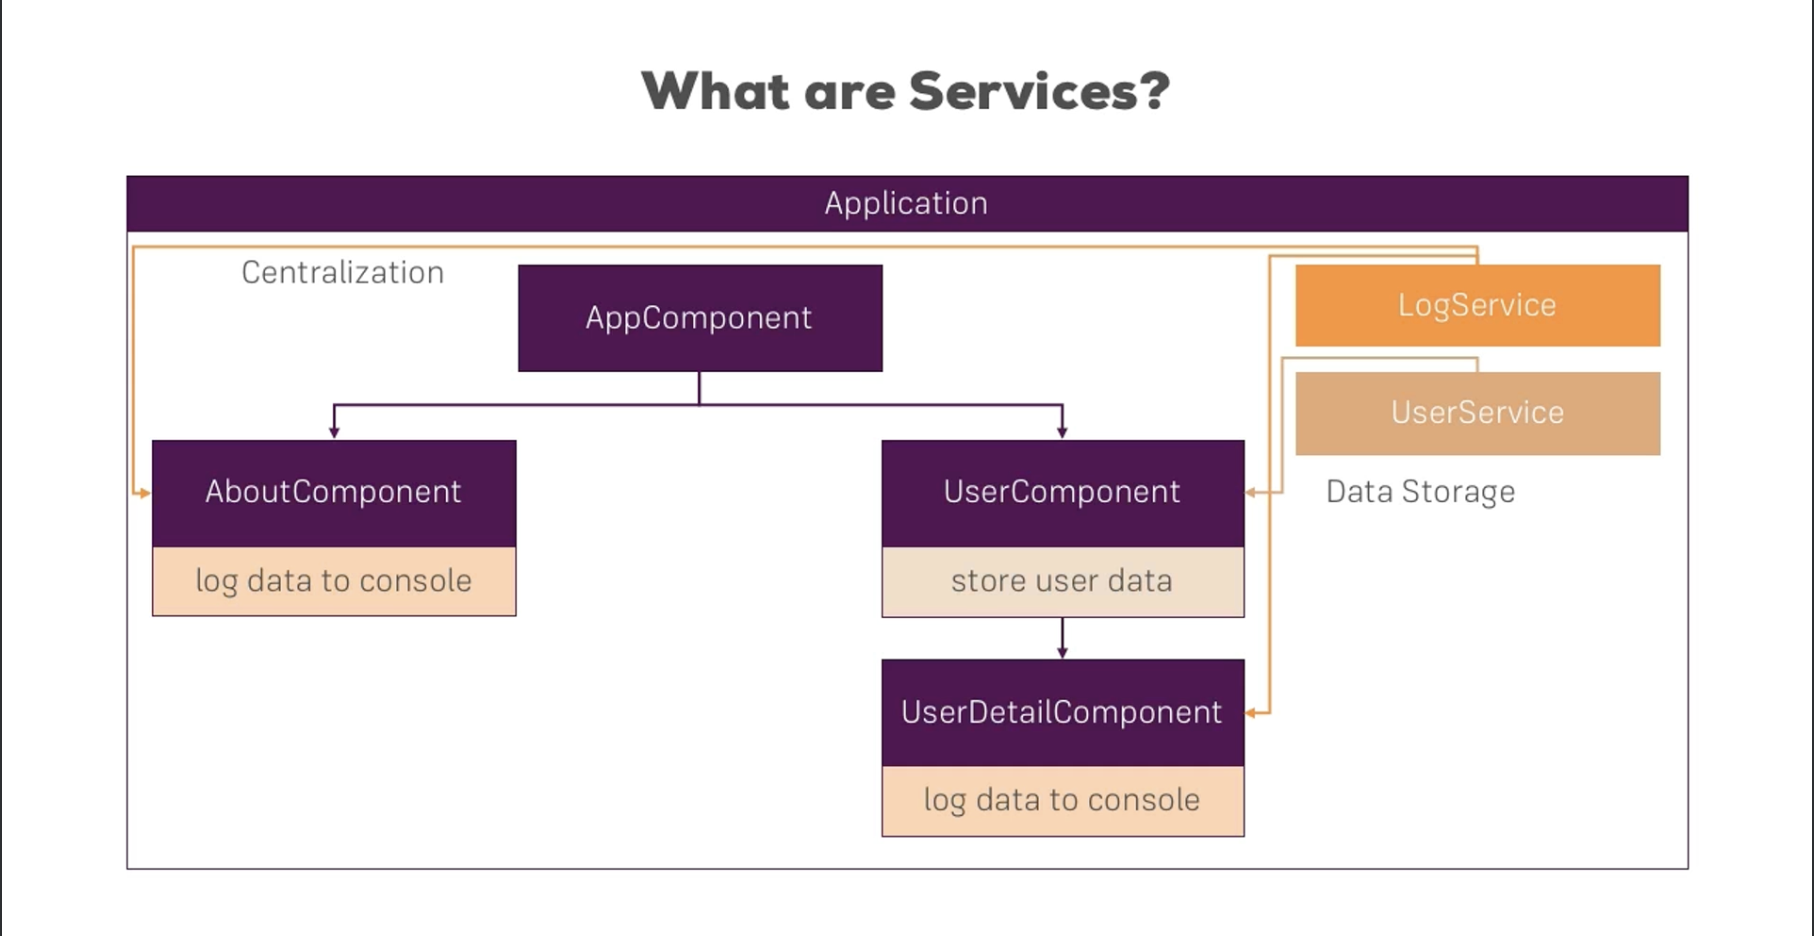 What are Services?
Application
Centralization
AppComponent
LogService
UserService
AboutComponent
UserComponent
Data Storage
log data to console
store user data
UserDetailComponent
log data to console